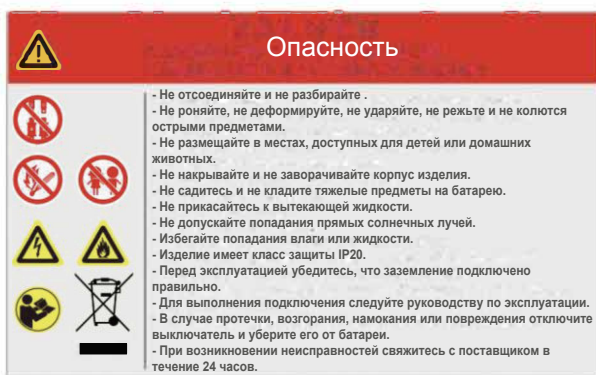 Опасность
- Не отсоединяйте и не разбирайте .
- Не роняйте, не деформируйте, не ударяйте, не режьте и не колются
острыми предметами.
- Не размещайте в местах, доступных для детей или домашних
животных.
- Не накрывайте и не заворачивайте корпус изделия.
- Не садитесь и не кладите тяжелые предметы на батарею.
- Не прикасайтесь к вытекающей жидкости.
- Не допускайте попадания прямых солнечных лучей.
- Избегайте попадания влаги или жидкости.
- Изделие имеет класс защиты IP20.
- Перед эксплуатацией убедитесь, что заземление подключено
правильно.
- Для выполнения подключения следуйте руководству по эксплуатации.
- В случае протечки, возгорания, намокания или повреждения отключите
выключатель и уберите его от батареи.
- При возникновении неисправностей свяжитесь с поставщиком в
течение 24 часов.